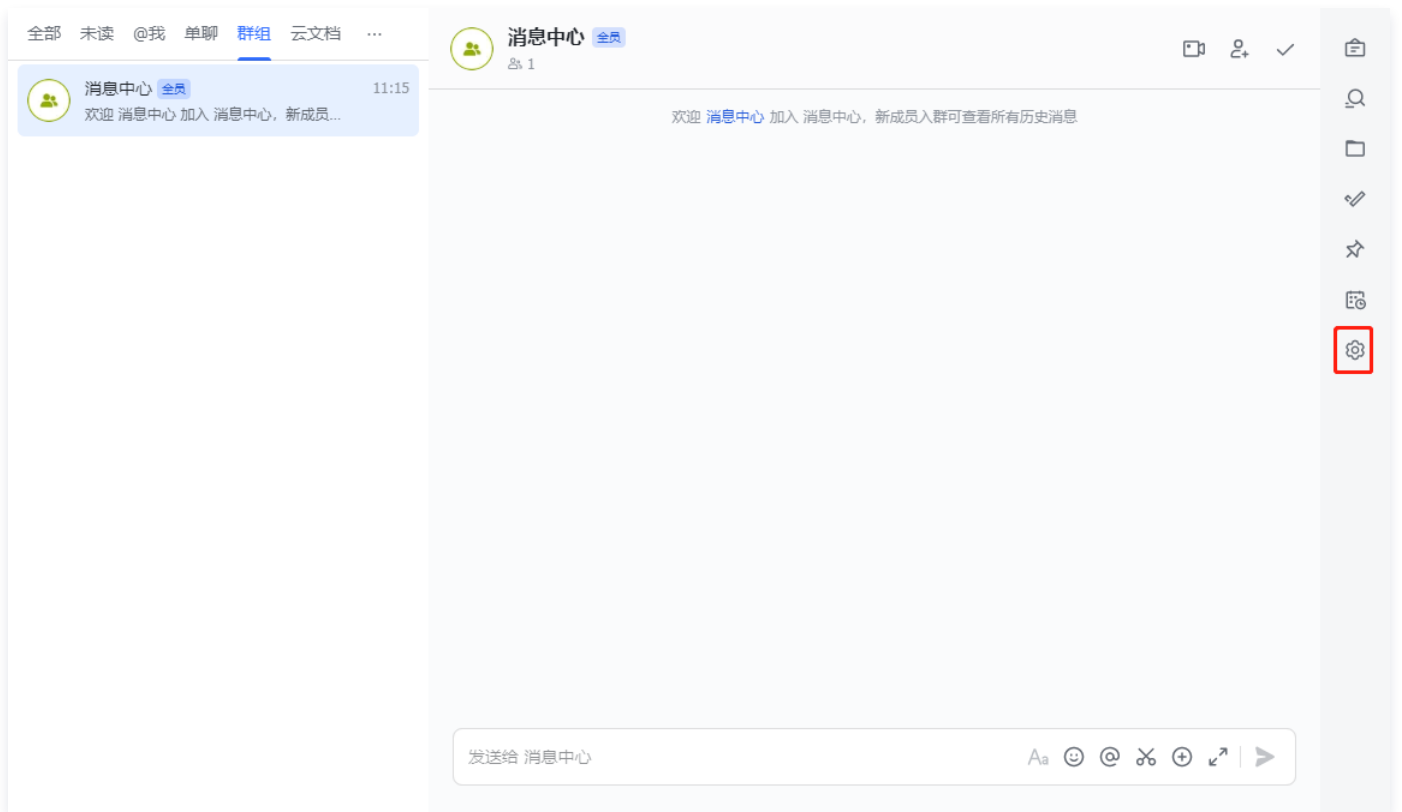 全部 未读 @我 单聊 群组 云文档 ···
消息中心 全员 11:15
欢迎 消息中心 加入 消息中心，新成员...
消息中心 全员
1
欢迎 消息中心 加入 消息中心，新成员入群可查看所有历史消息
发送给 消息中心 Aa